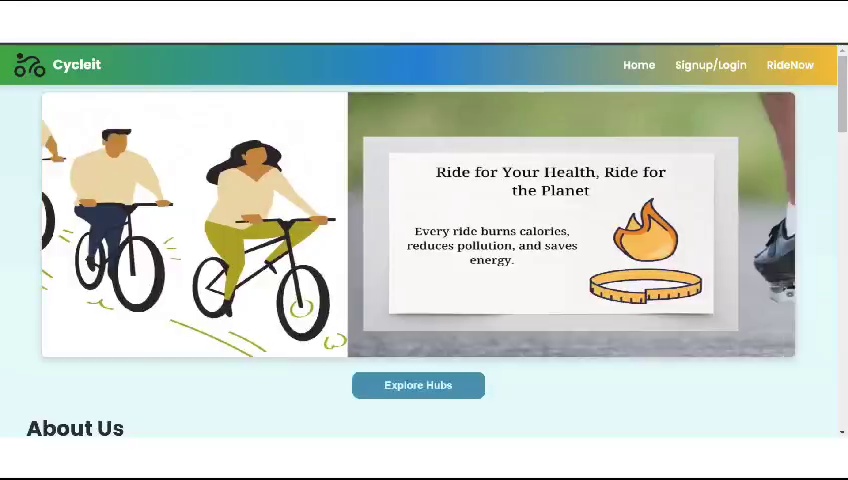 Cycleit
Home Signup/Login RideNow
Ride for Your Health, Ride for
the Planet
Every ride burns calories,
reduces pollution, and saves
energy.
Explore Hubs
About Us